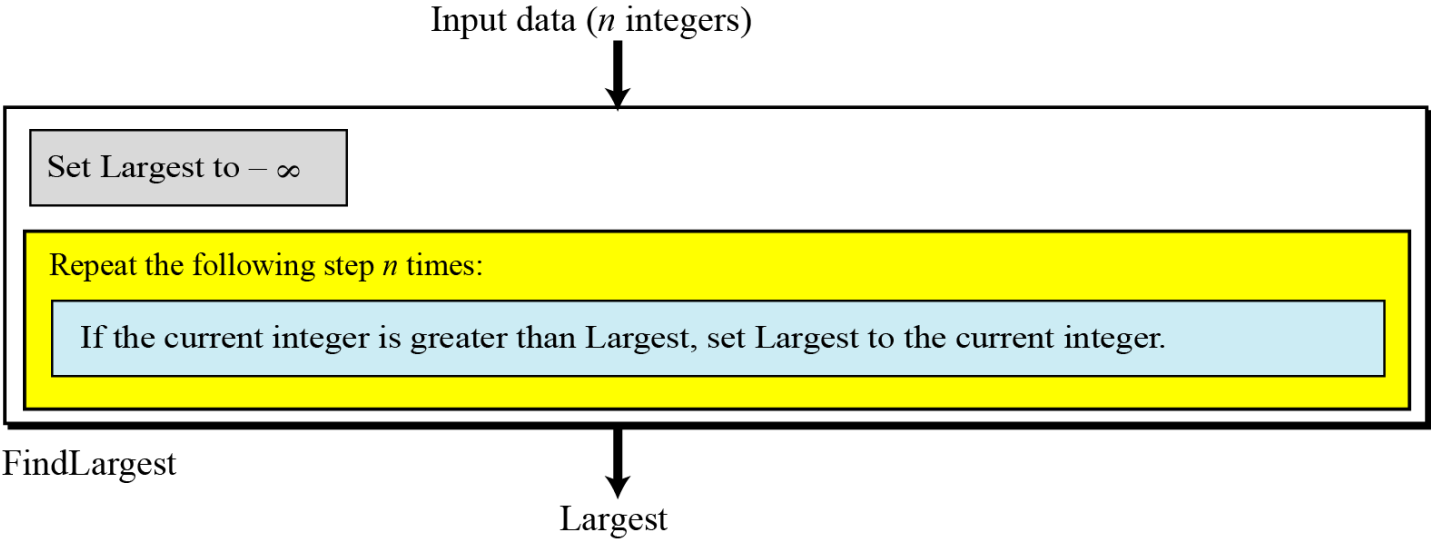 Input data (n integers)
Set Largest to – ∞
Repeat the following step n times:
If the current integer is greater than Largest, set Largest to the current integer.
FindLargest
Largest